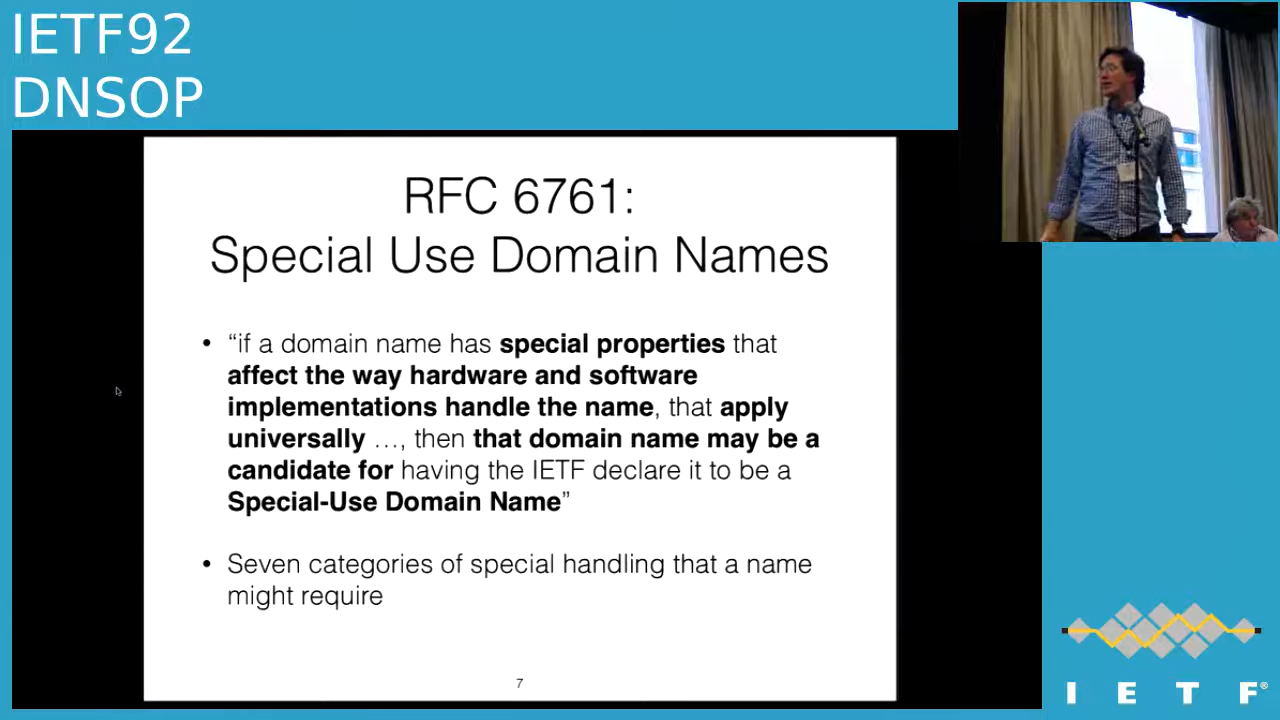 IETF92
DNSOP
RFC 6761:
Special Use Domain Names
• “if a domain name has special properties that
affect the way hardware and software
implementations handle the name, that apply
universally …, then that domain name may be a
candidate for having the IETF declare it to be a
Special-Use Domain Name”
• Seven categories of special handling that a name
might require
7
I E T F®